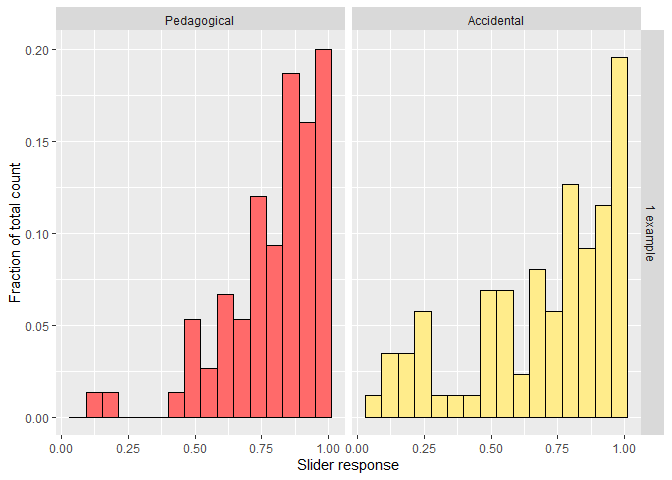 Pedagogical
Accidental
0.20
0.15
0.10
0.05
0.00
Fraction of total count
1 example
0.00 0.25 0.50 0.75 1.00
0.00 0.25 0.50 0.75 1.00
Slider response